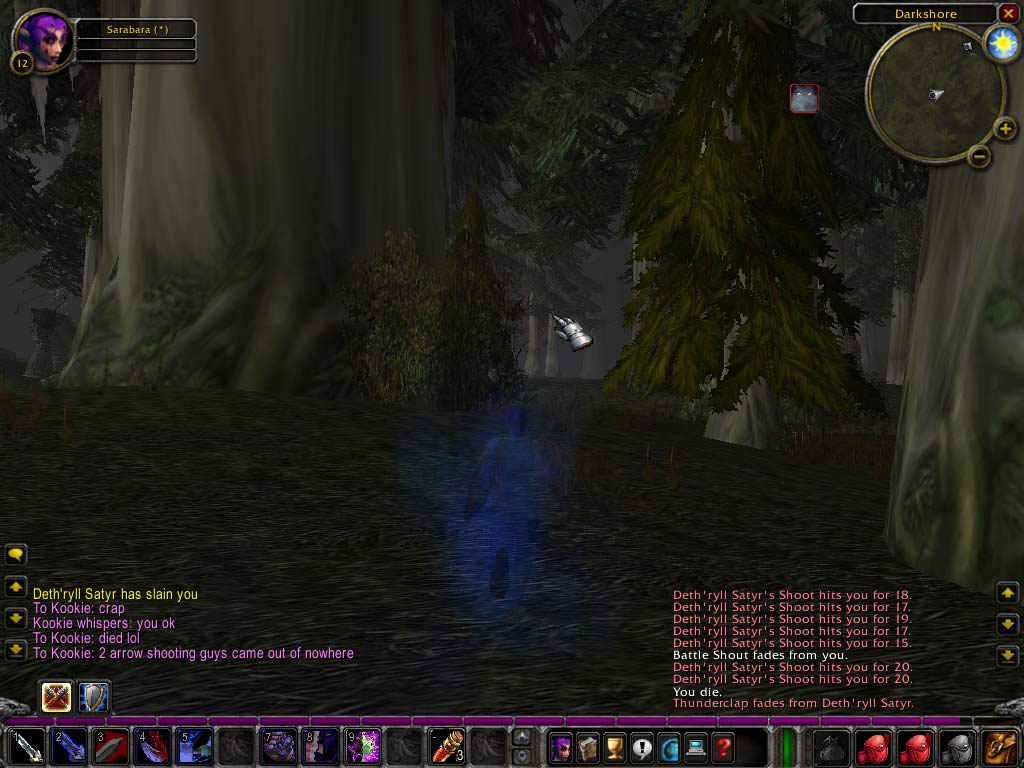 Sarabara (*)
12
Darkshore
N
Deth'ryll Satyr has slain you
To Kookie: crap
Kookie whispers: you ok
To Kookie: died lol
To Kookie: 2 arrow shooting guys came out of nowhere
Deth'ryll Satyr's Shoot hits you for 18.
Deth'ryll Satyr's Shoot hits you for 17.
Deth'ryll Satyr's Shoot hits you for 19.
Deth'ryll Satyr's Shoot hits you for 17.
Deth'ryll Satyr's Shoot hits you for 15.
Battle Shout fades from you.
Deth'ryll Satyr's Shoot hits you for 20.
Deth'ryll Satyr's Shoot hits you for 20.
You die.
Thunderclap fades from Deth'ryll Satyr.
1 2 3 4 5 7 8 9 3